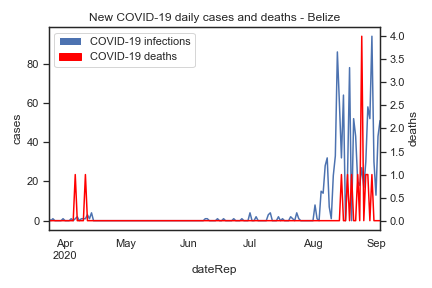 New COVID-19 daily cases and deaths - Belize
COVID-19 infections
COVID-19 deaths
80
60
40
20
0
cases
4.0
3.5
3.0
2.5
2.0
1.5
1.0
0.5
0.0
deaths
Apr May Jun Jul Aug Sep
2020
dateRep